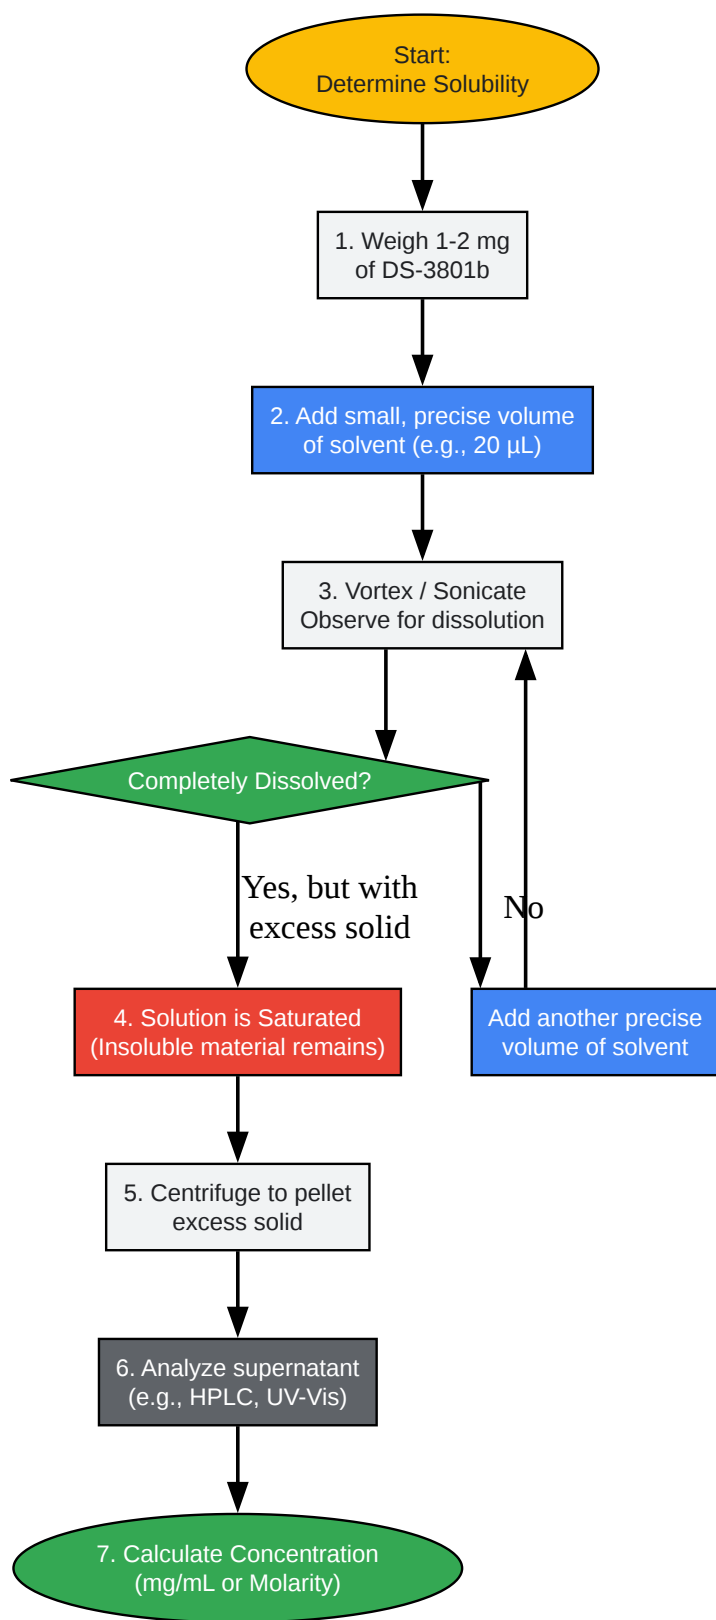 Start:
Determine Solubility
1. Weigh 1-2 mg
of DS-3801b
2. Add small, precise volume
of solvent (e.g., 20 µL)
3. Vortex / Sonicate
Observe for dissolution
Completely Dissolved?
Yes, but with
excess solid
No
4. Solution is Saturated
(Insoluble material remains)
Add another precise
volume of solvent
5. Centrifuge to pellet
excess solid
6. Analyze supernatant
(e.g., HPLC, UV-Vis)
7. Calculate Concentration
(mg/mL or Molarity)